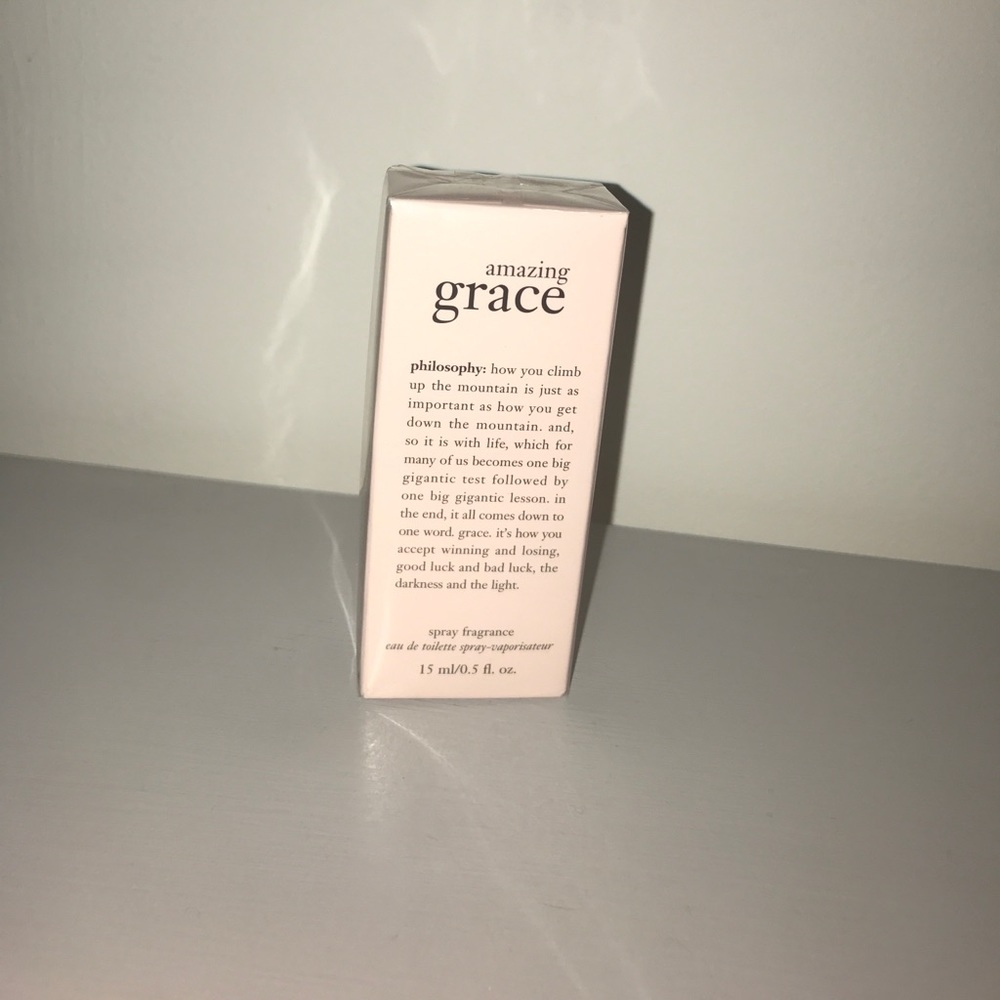 amazing
grace
philosophy: how you climb
up the mountain is just as
important as how you get
down the mountain. and,
so it is with life, which for
many of us becomes one big
gigantic test followed by
one big gigantic lesson. in
the end, it all comes down to
one word. grace. it's how you
accept winning and losing,
good luck and bad luck, the
darkness and the light.
spray fragrance
eau de toilette spray-vaporisateur
15 ml/0.5 fl. oz.